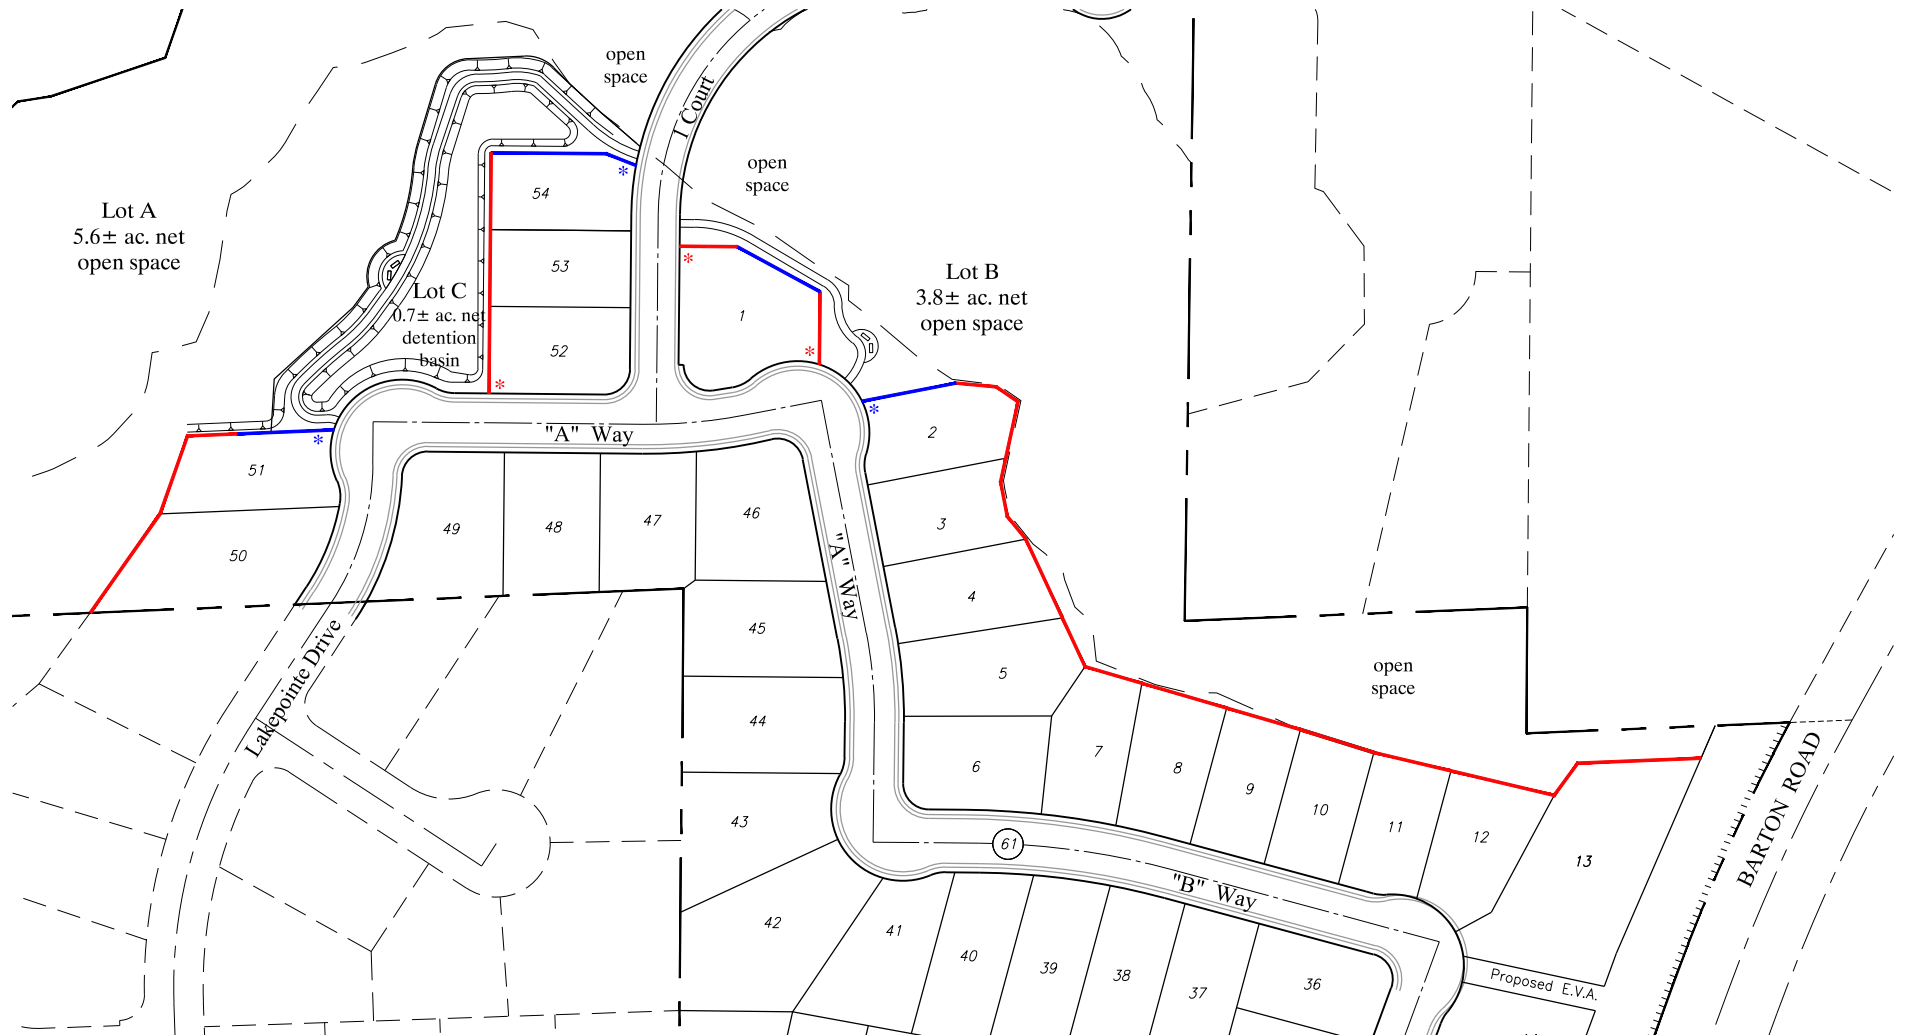 open
space
I Court
open
space
Lot A
5.6± ac. net
open space
Lot B
3.8± ac. net
open space
Lot C
0.7± ac. net
detention
basin
54
53
52
1
*
*
*
*
*
*
"A" Way
2
51
50
49
48
47
46
3
"A" Way
4
45
5
44
Lakepointe Drive
open
space
6
7
8
9
10
11
12
13
43
61
"B" Way
BARTON ROAD
42
41
40
39
38
37
36
Proposed E.V.A.